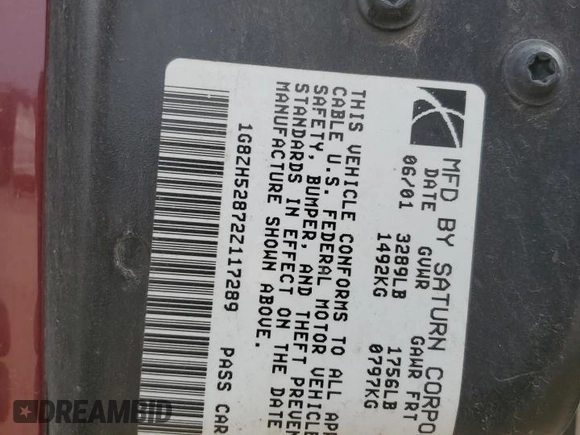 MFD BY SATURN CORPO
DATE GVWR GAWR FRT
06/01 3289LB 1756LB
1492KG 0797KG
THIS VEHICLE CONFORMS TO ALL APP
CABLE U.S. FEDERAL MOTOR VEHICLE
SAFETY, BUMPER, AND THEFT PREVEN
STANDARDS IN EFFECT ON THE DATE
MANUFACTURE SHOWN ABOVE.
1G8ZH52872Z117289 PASS CAR
DREAMBID